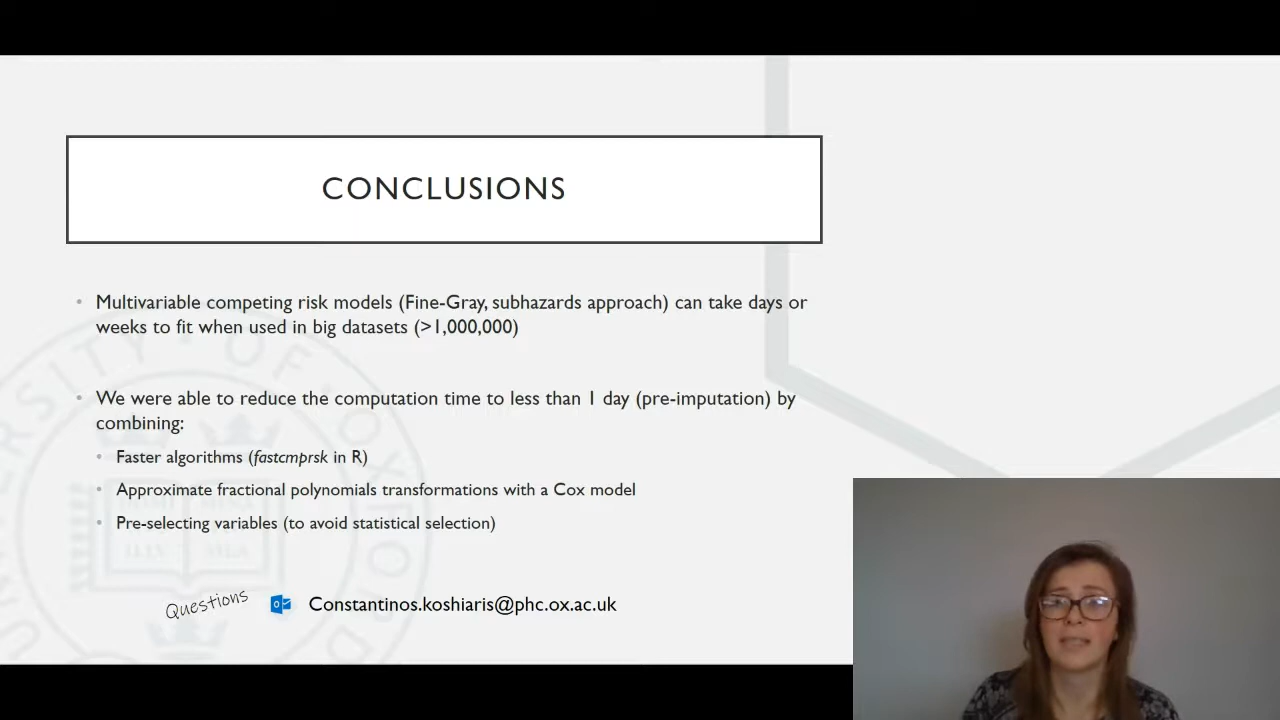 CONCLUSIONS
• Multivariable competing risk models (Fine-Gray, subhazards approach) can take days or
weeks to fit when used in big datasets (>1,000,000)
• We were able to reduce the computation time to less than 1 day (pre-imputation) by
combining:
• Faster algorithms (fastcmprsk in R)
• Approximate fractional polynomials transformations with a Cox model
• Pre-selecting variables (to avoid statistical selection)
Questions Constantinos.koshiaris@phc.ox.ac.uk